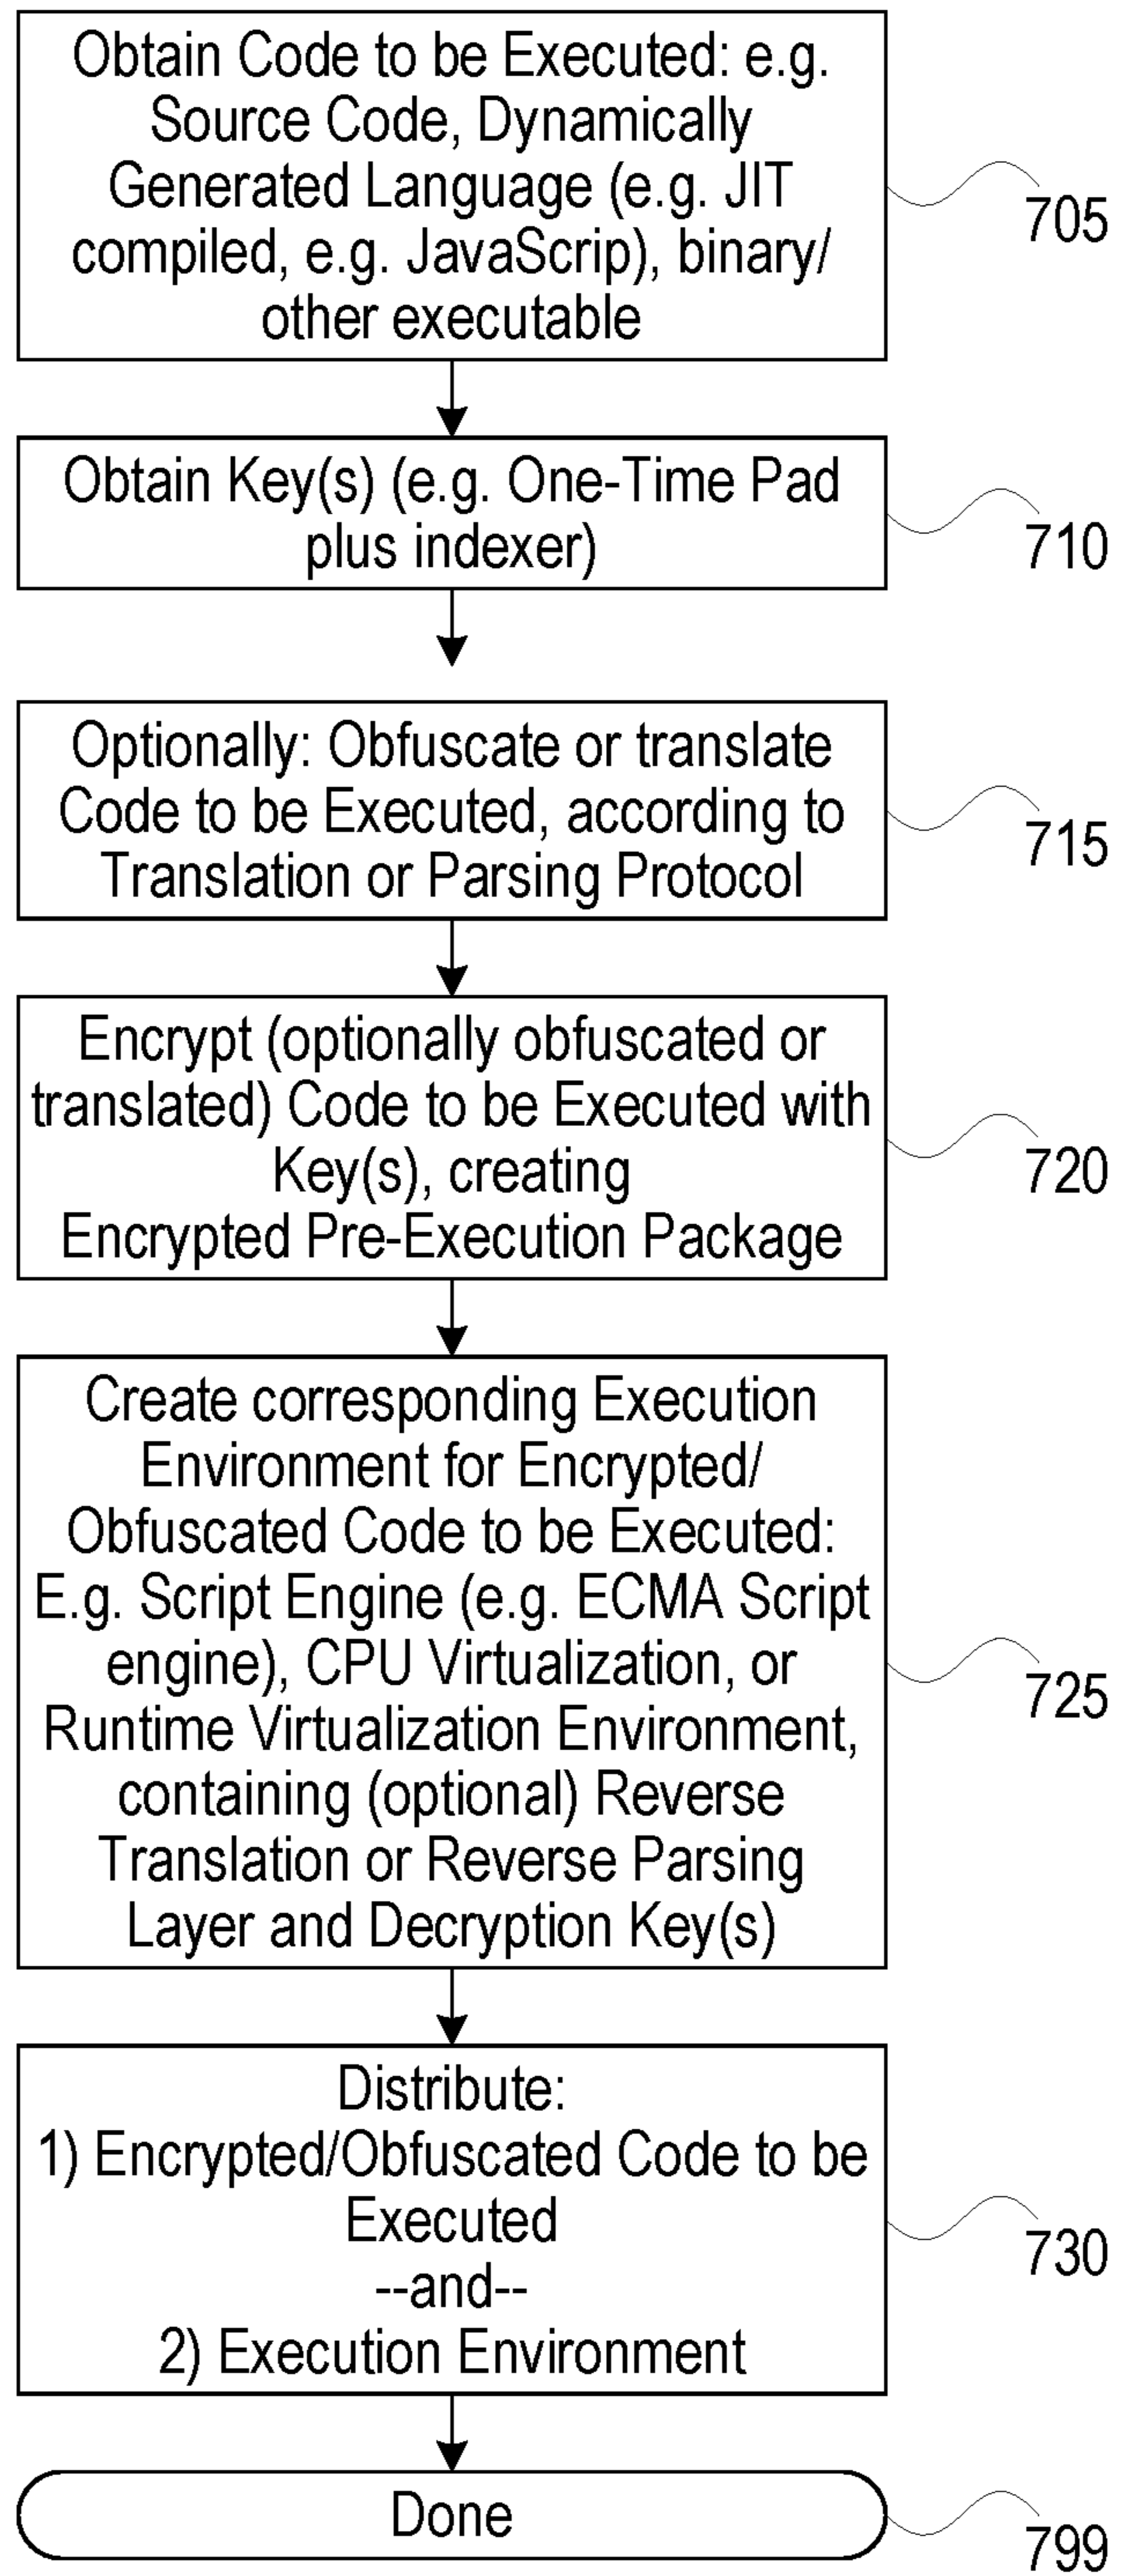 Obtain Code to be Executed: e.g.
Source Code, Dynamically
Generated Language (e.g. JIT
compiled, e.g. JavaScrip), binary/
other executable
705
Obtain Key(s) (e.g. One-Time Pad
plus indexer)
710
Optionally: Obfuscate or translate
Code to be Executed, according to
Translation or Parsing Protocol
715
Encrypt (optionally obfuscated or
translated) Code to be Executed with
Key(s), creating
Encrypted Pre-Execution Package
720
Create corresponding Execution
Environment for Encrypted/
Obfuscated Code to be Executed:
E.g. Script Engine (e.g. ECMA Script
engine), CPU Virtualization, or
Runtime Virtualization Environment,
containing (optional) Reverse
Translation or Reverse Parsing
Layer and Decryption Key(s)
725
Distribute:
1) Encrypted/Obfuscated Code to be
Executed
--and--
2) Execution Environment
730
Done
799